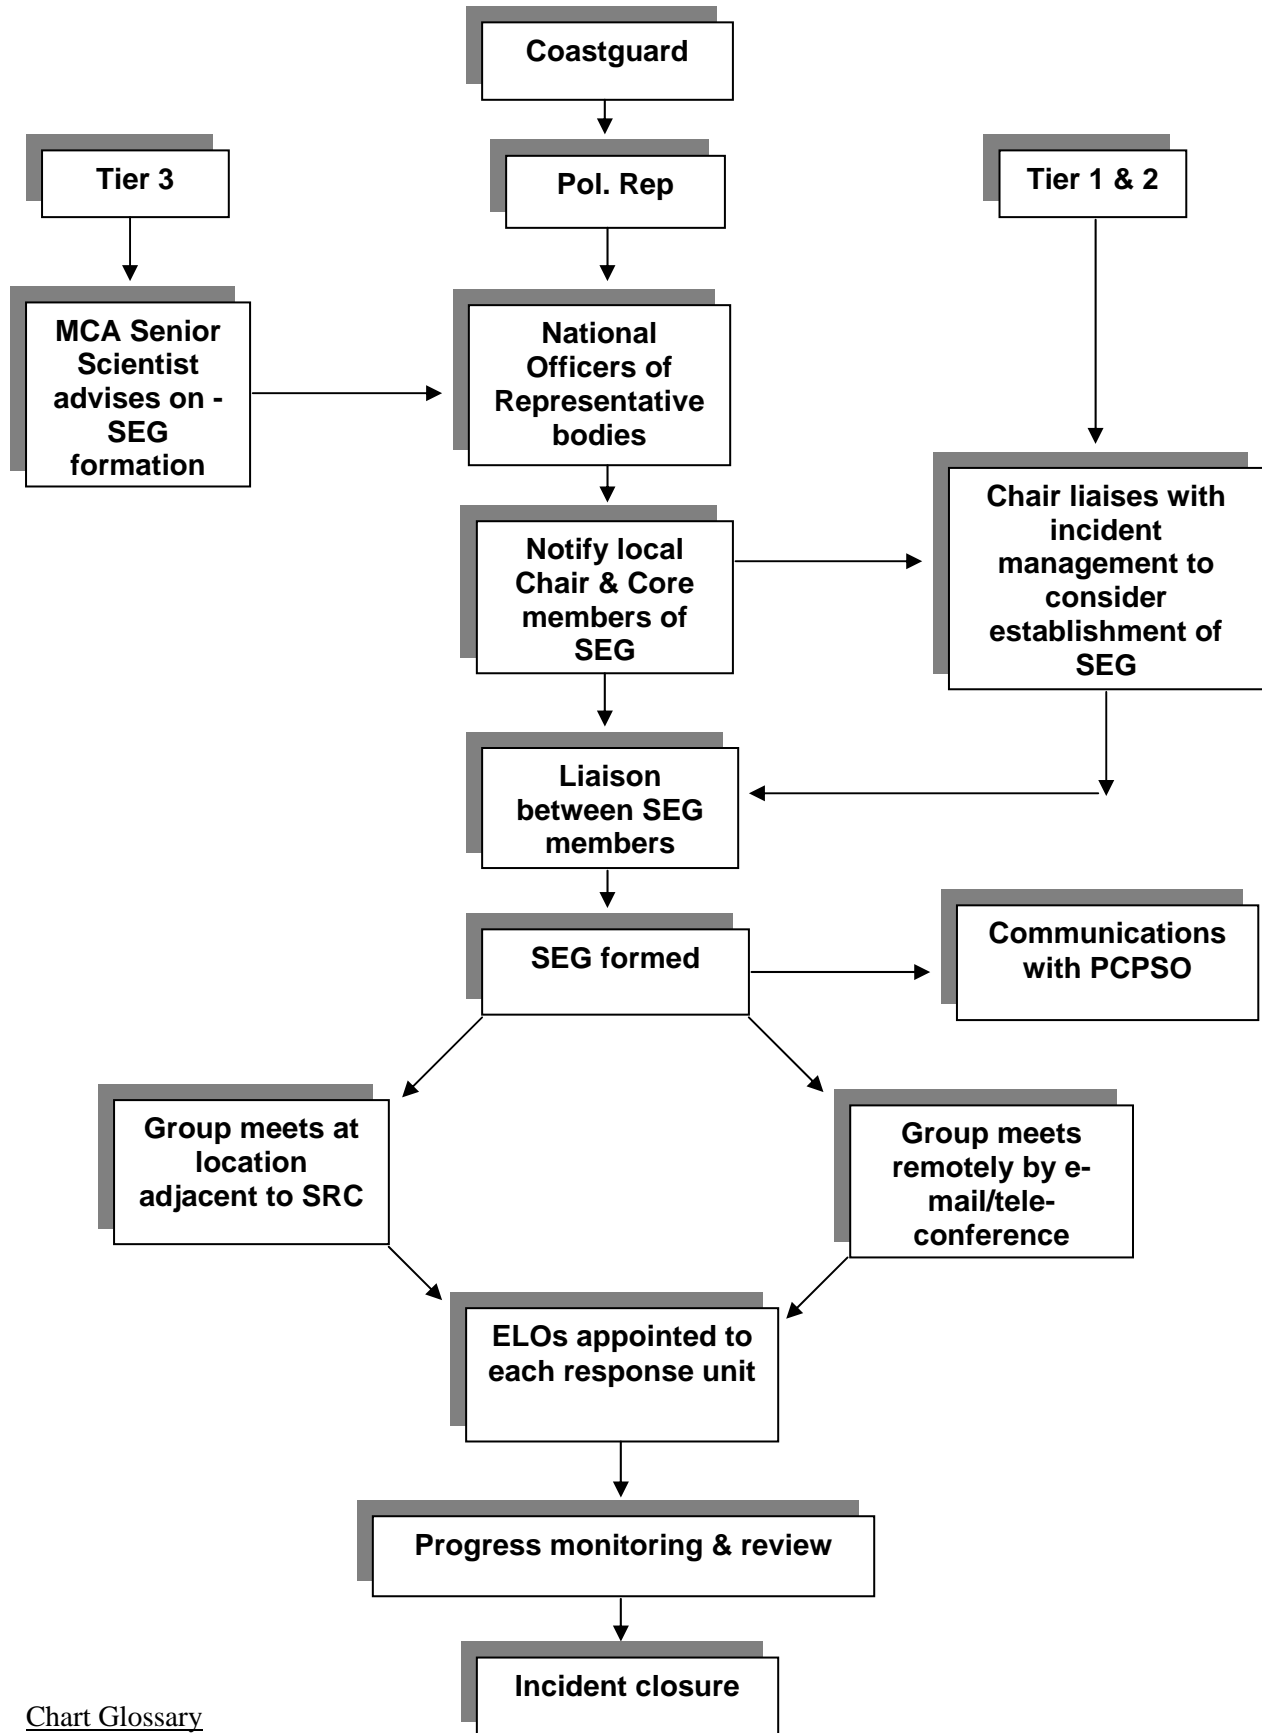 Coastguard
Tier 3
Pol. Rep
Tier 1 & 2
MCA Senior
Scientist
advises on -
SEG
formation
National
Officers of
Representative
bodies
Notify local
Chair & Core
members of
SEG
Chair liaises with
incident
management to
consider
establishment of
SEG
Liaison
between SEG
members
SEG formed
Communications
with PCPSO
Group meets at
location
adjacent to SRC
Group meets
remotely by e-
mail/tele-
conference
ELOs appointed to
each response unit
Progress monitoring & review
Incident closure
Chart Glossary